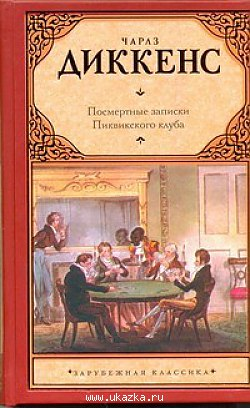 ЧАРЛЗ
ДИККЕНС
Посмертные записки
Пиквикского клуба
ЗАРУБЕЖНАЯ КЛАССИКА
www.ukazka.ru